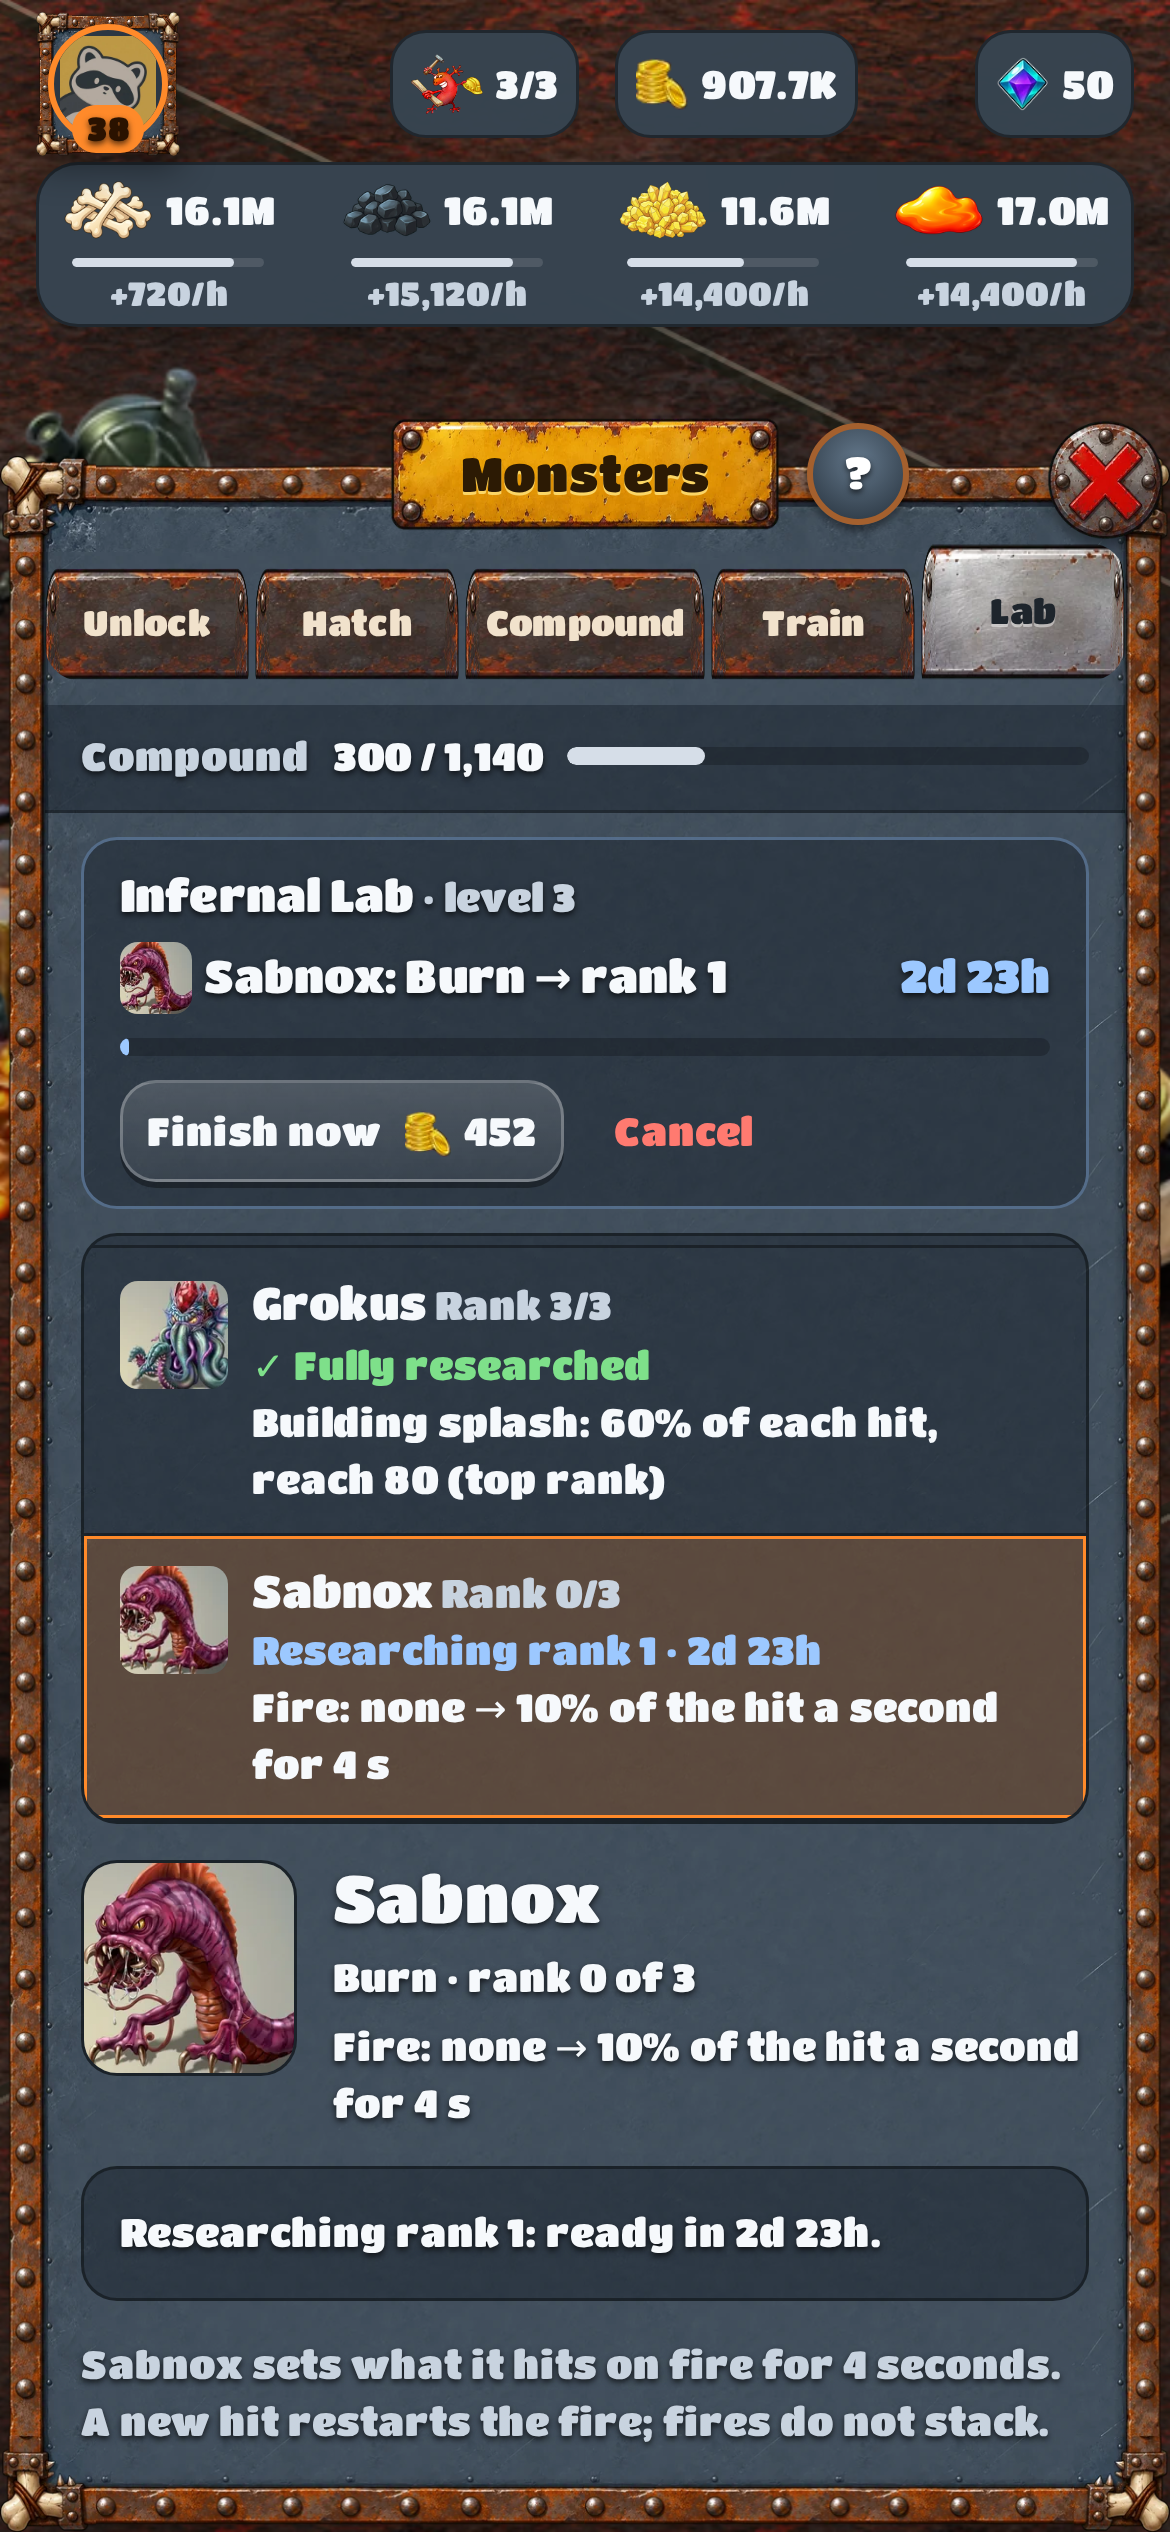 38
3/3
907.7K
50
16.1M
16.1M
11.6M
17.0M
+720/h
+15,120/h
+14,400/h
+14,400/h
Monsters
?
Unlock
Hatch
Compound
Train
Lab
Compound 300 / 1,140
Infernal Lab · level 3
Sabnox: Burn → rank 1
2d 23h
Finish now 452
Cancel
Grokus Rank 3/3
✓ Fully researched
Building splash: 60% of each hit,
reach 80 (top rank)
Sabnox Rank 0/3
Researching rank 1 · 2d 23h
Fire: none → 10% of the hit a second
for 4 s
Sabnox
Burn · rank 0 of 3
Fire: none → 10% of the hit a second
for 4 s
Researching rank 1: ready in 2d 23h.
Sabnox sets what it hits on fire for 4 seconds.
A new hit restarts the fire; fires do not stack.